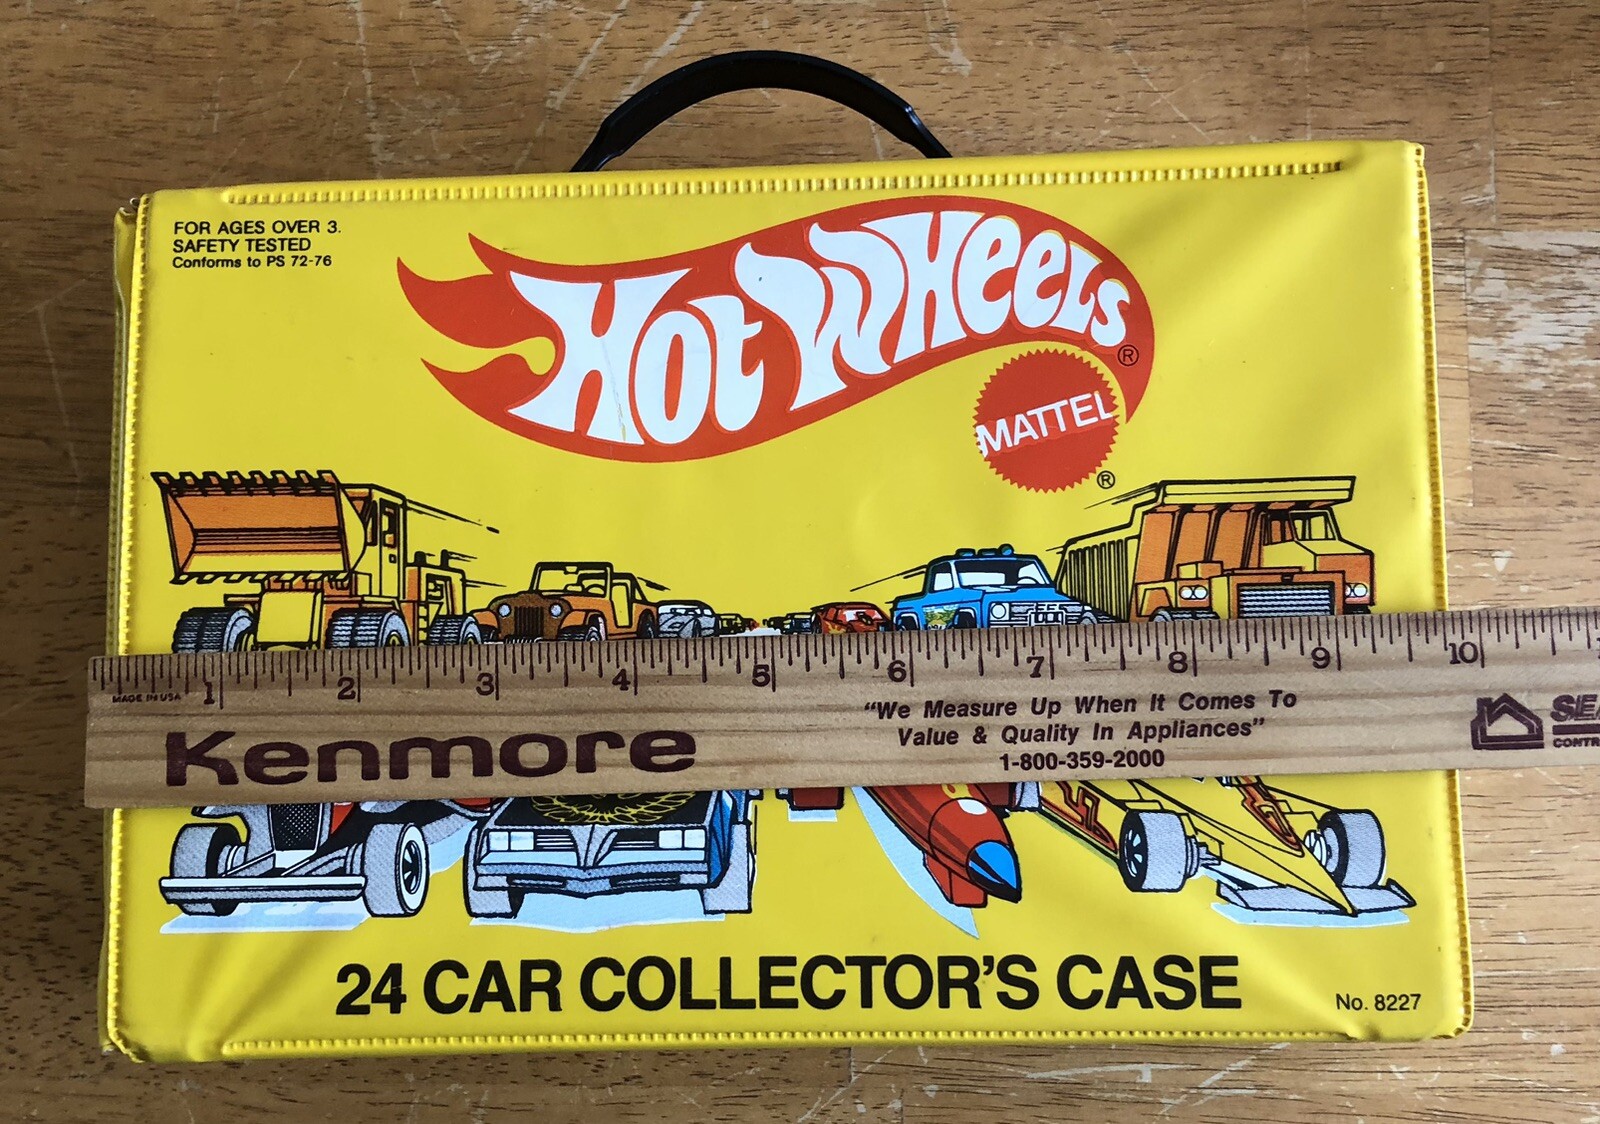 FOR AGES OVER 3.
SAFETY TESTED
Conforms to PS 72-76
Hot Wheels
®
MATTEL
®
1 2 3 4 5 6 7 8 9 10
MADE IN USA
Kenmore
"We Measure Up When It Comes To
Value & Quality In Appliances"
1-800-359-2000
24 CAR COLLECTOR'S CASE
No. 8227